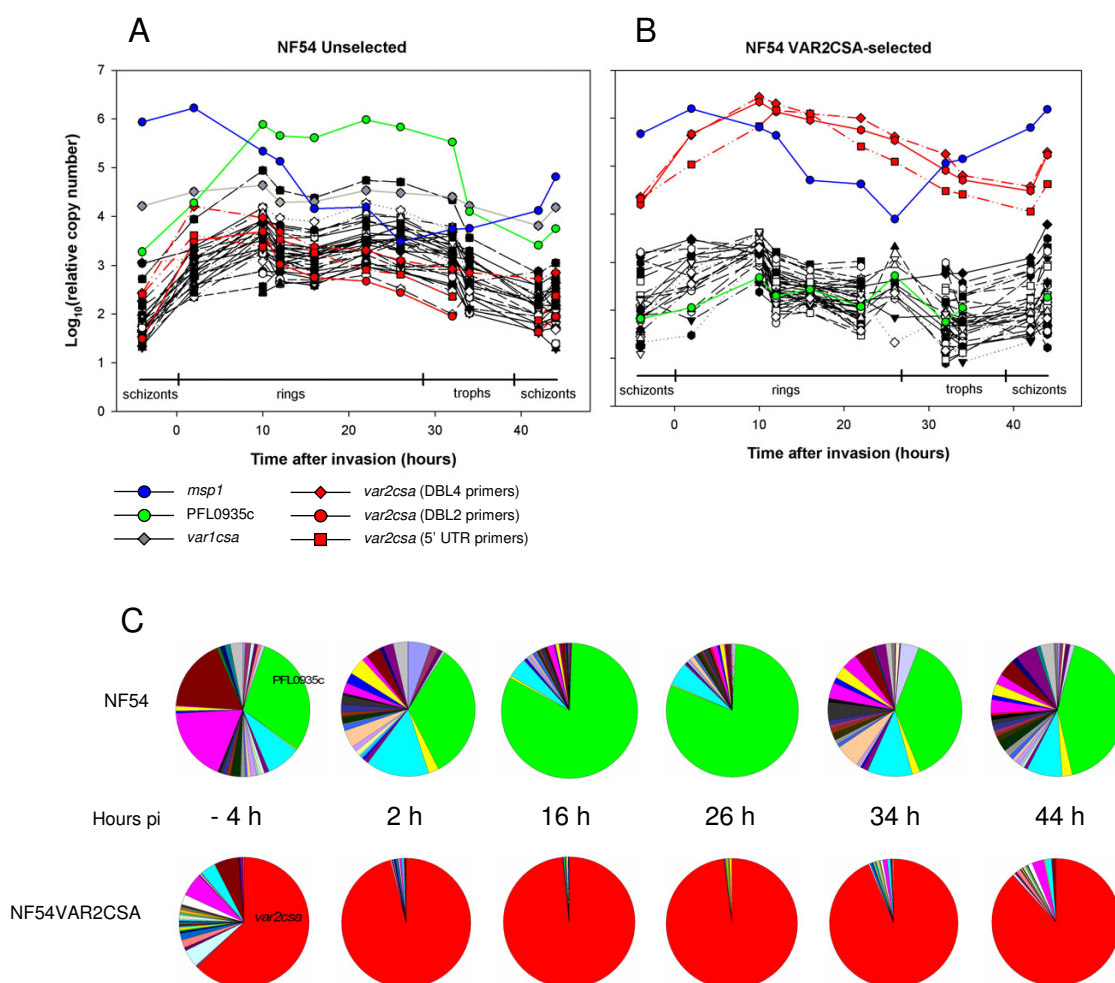 A
B
NF54 Unselected
NF54 VAR2CSA-selected
7
6
5
4
3
2
1
0
Log10(relative copy number)
schizonts
rings
trophs
schizonts
schizonts
rings
trophs
schizonts
0
10
20
30
40
0
10
20
30
40
Time after invasion (hours)
Time after invasion (hours)
msp1
PFL0935c
var1csa
var2csa (DBL4 primers)
var2csa (DBL2 primers)
var2csa (5' UTR primers)
C
NF54
PFL0935c
Hours pi
- 4 h
2 h
16 h
26 h
34 h
44 h
NF54VAR2CSA
var2csa